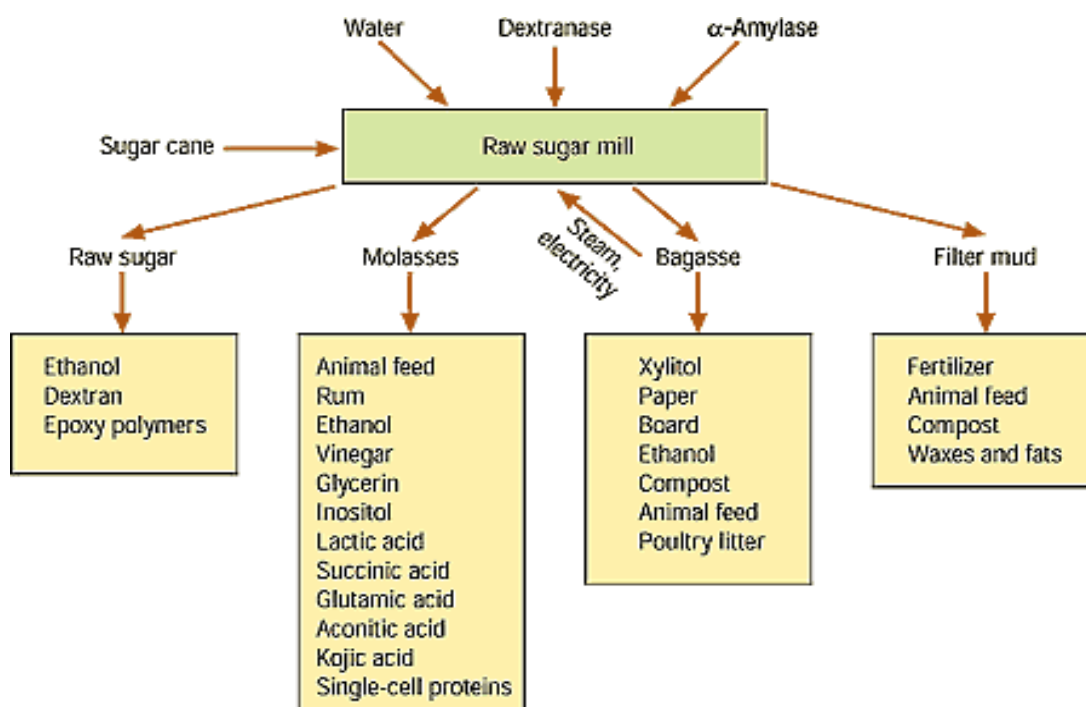 Water
Dextranase
α-Amylase
Sugar cane
Raw sugar mill
Steam,
electricity
Raw sugar
Molasses
Bagasse
Filter mud
Ethanol
Dextran
Epoxy polymers
Animal feed
Rum
Ethanol
Vinegar
Glycerin
Inositol
Lactic acid
Succinic acid
Glutamic acid
Aconitic acid
Kojic acid
Single-cell proteins
Xylitol
Paper
Board
Ethanol
Compost
Animal feed
Poultry litter
Fertilizer
Animal feed
Compost
Waxes and fats